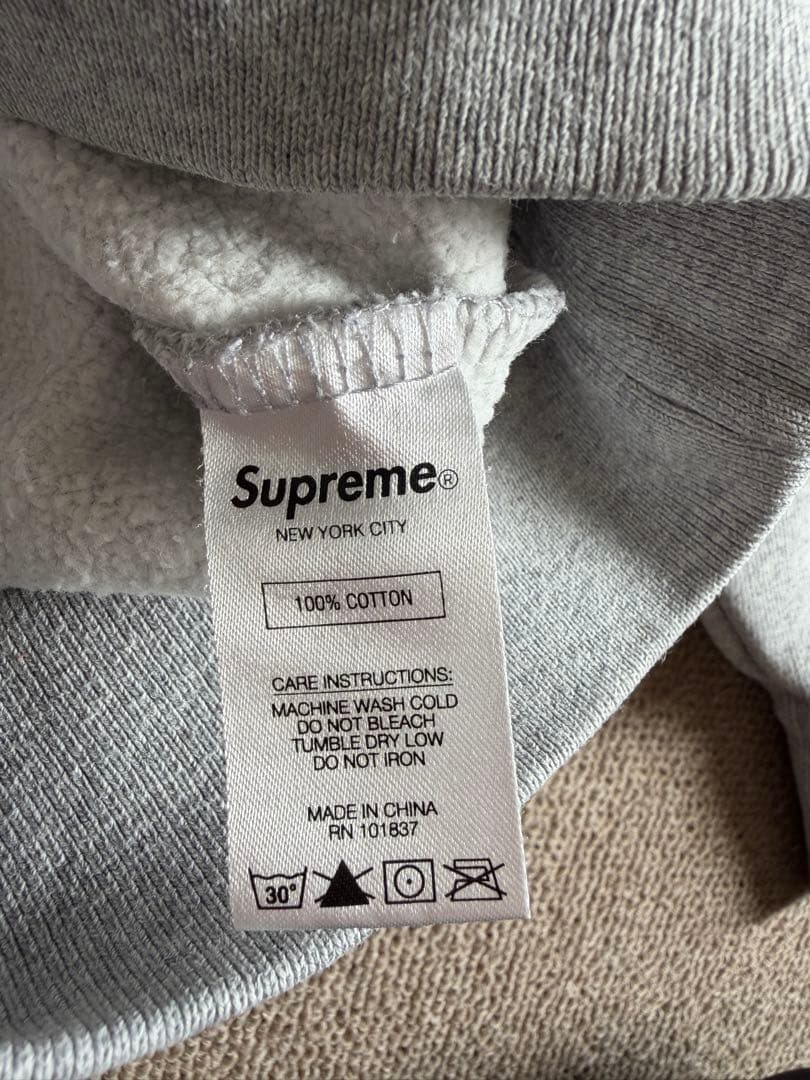 Supreme®
NEW YORK CITY
100% COTTON
CARE INSTRUCTIONS:
MACHINE WASH COLD
DO NOT BLEACH
TUMBLE DRY LOW
DO NOT IRON
MADE IN CHINA
RN 101837
30°